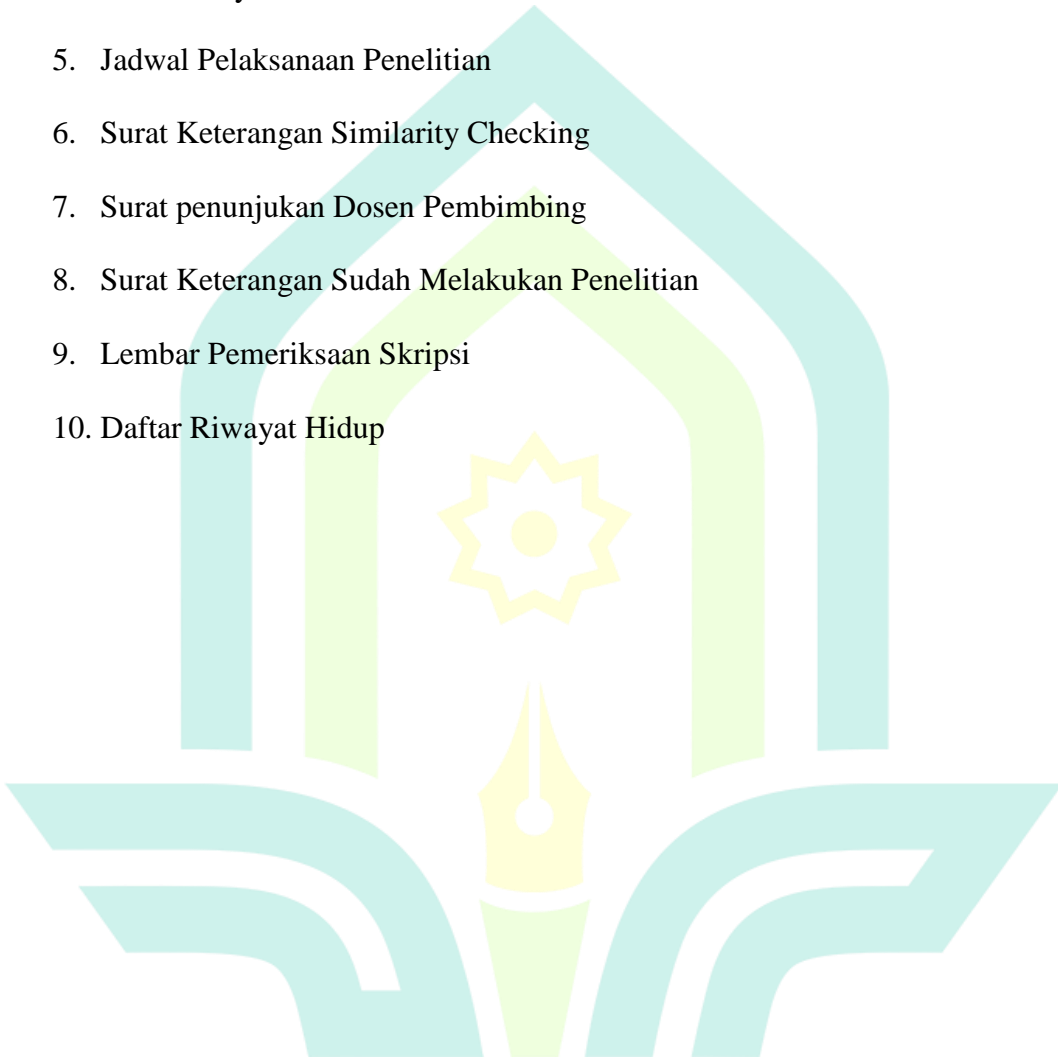 5. Jadwal Pelaksanaan Penelitian
6. Surat Keterangan Similarity Checking
7. Surat penunjukan Dosen Pembimbing
8. Surat Keterangan Sudah Melakukan Penelitian
9. Lembar Pemeriksaan Skripsi
10. Daftar Riwayat Hidup